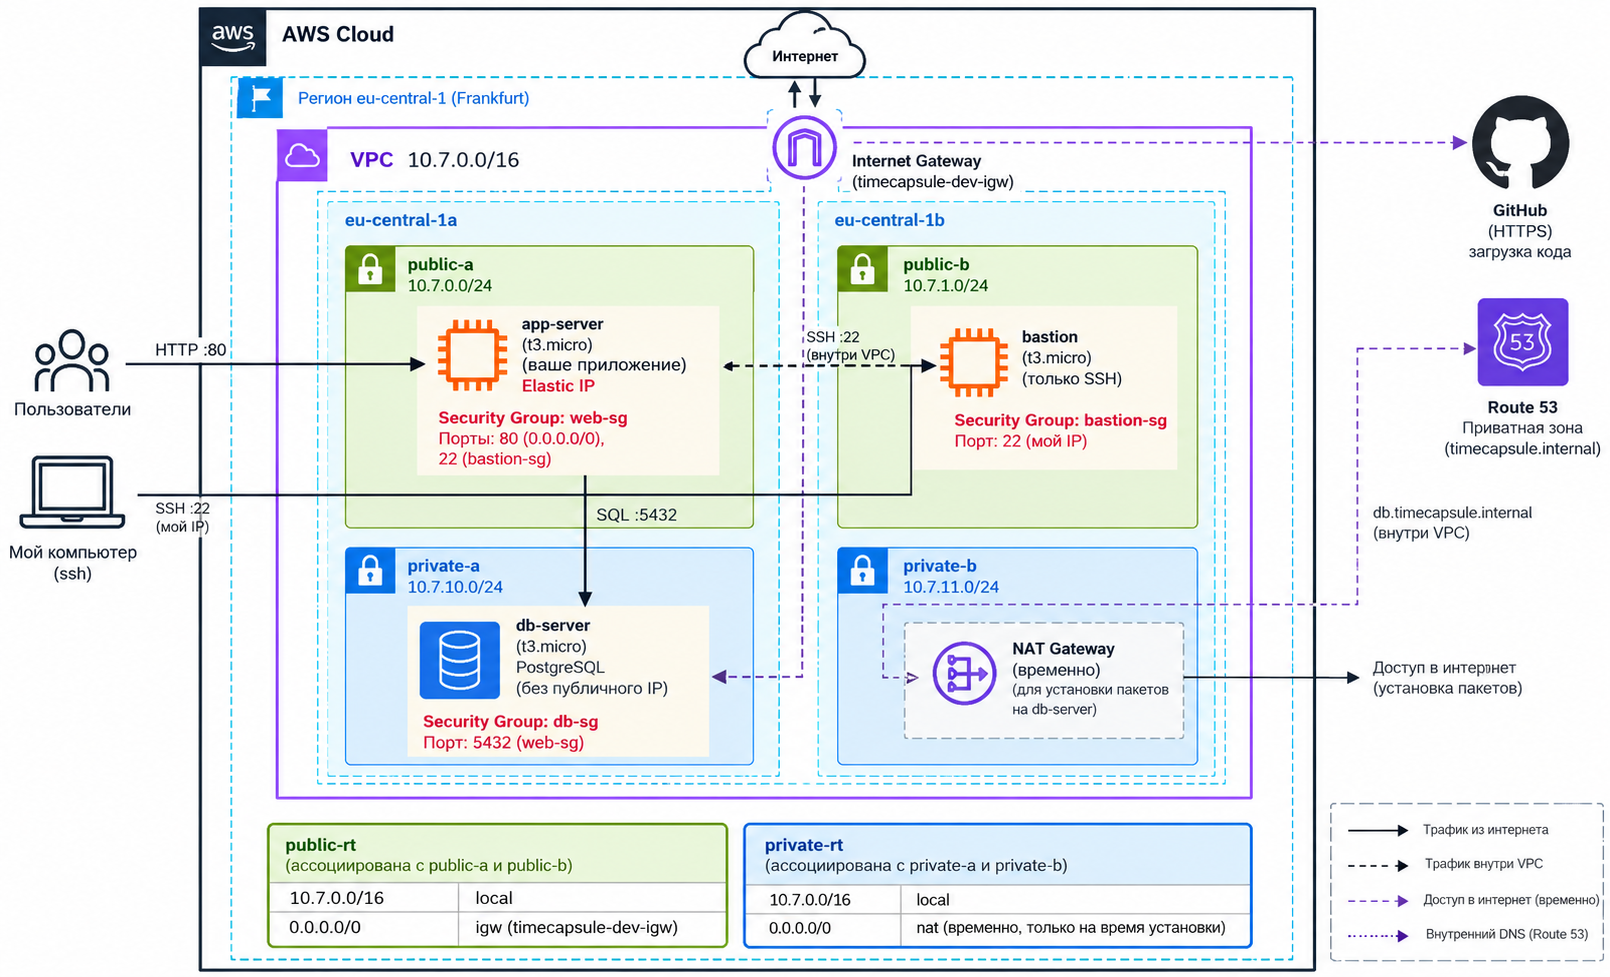 aws
AWS Cloud
Интернет
Регион eu-central-1 (Frankfurt)
VPC 10.7.0.0/16
Internet Gateway
(timecapsule-dev-igw)
eu-central-1a
public-a
10.7.0.0/24
app-server
(t3.micro)
(ваше приложение)
Elastic IP
Security Group: web-sg
Порты: 80 (0.0.0.0/0),
22 (bastion-sg)
SSH :22
(внутри VPC)
eu-central-1b
public-b
10.7.1.0/24
bastion
(t3.micro)
(только SSH)
Security Group: bastion-sg
Порт: 22 (мой IP)
HTTP :80
Пользователи
SSH :22
(мой IP)
Мой компьютер
(ssh)
SQL :5432
private-a
10.7.10.0/24
db-server
(t3.micro)
PostgreSQL
(без публичного IP)
Security Group: db-sg
Порт: 5432 (web-sg)
private-b
10.7.11.0/24
NAT Gateway
(временно)
(для установки пакетов
на db-server)
GitHub
(HTTPS)
загрузка кода
53
Route 53
Приватная зона
(timecapsule.internal)
db.timecapsule.internal
(внутри VPC)
Доступ в интернет
(установка пакетов)
public-rt
(ассоциирована с public-a и public-b)
10.7.0.0/16 local
0.0.0.0/0 igw (timecapsule-dev-igw)
private-rt
(ассоциирована с private-a и private-b)
10.7.0.0/16 local
0.0.0.0/0 nat (временно, только на время установки)
Трафик из интернета
Трафик внутри VPC
Доступ в интернет (временно)
Внутренний DNS (Route 53)